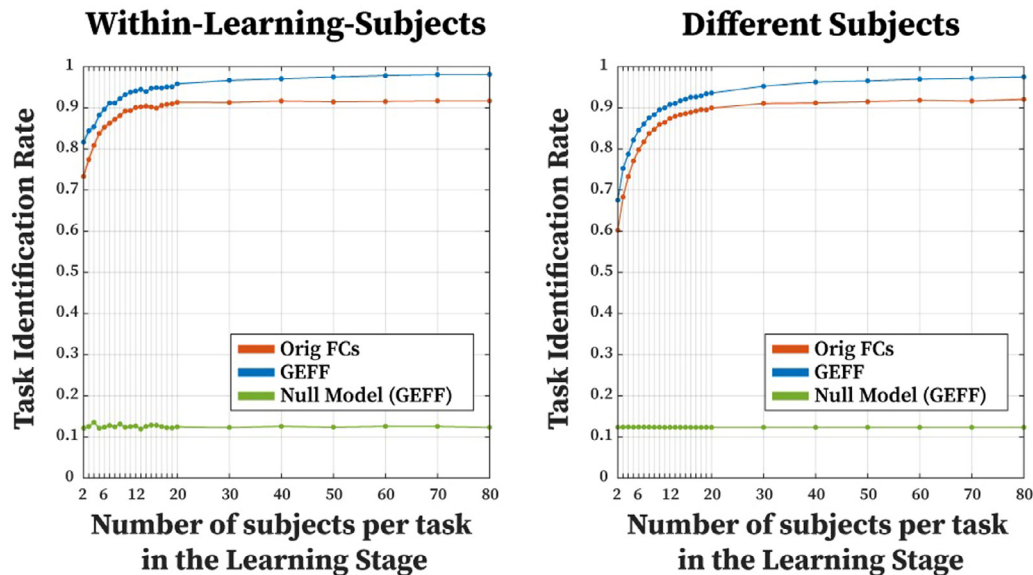 Within-Learning-Subjects
Task Identification Rate
1
0.9
0.8
0.7
0.6
0.5
0.4
0.3
0.2
0.1
0
Orig FCs
GEFF
Null Model (GEFF)
2 6 12 20 30 40 50 60 70 80
Number of subjects per task
in the Learning Stage
Different Subjects
Task Identification Rate
1
0.9
0.8
0.7
0.6
0.5
0.4
0.3
0.2
0.1
0
Orig FCs
GEFF
Null Model (GEFF)
2 6 12 20 30 40 50 60 70 80
Number of subjects per task
in the Learning Stage